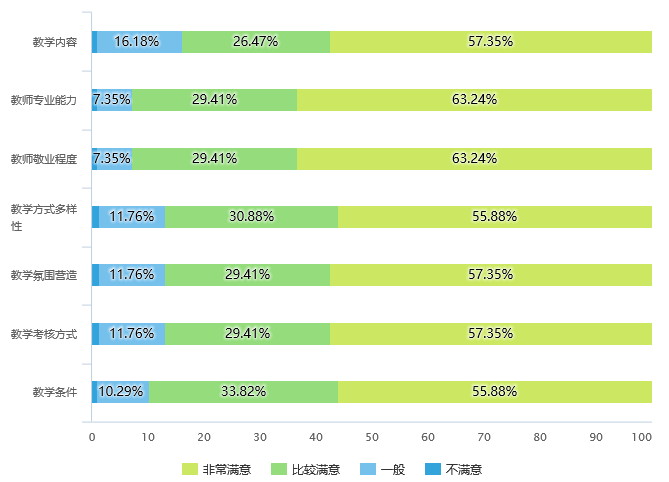 教学内容
16.18%
26.47%
57.35%
教师专业能力
7.35%
29.41%
63.24%
教师敬业程度
7.35%
29.41%
63.24%
教学方式多样
性
11.76%
30.88%
55.88%
教学氛围营造
11.76%
29.41%
57.35%
教学考核方式
11.76%
29.41%
57.35%
教学条件
10.29%
33.82%
55.88%
0 10 20 30 40 50 60 70 80 90 100
非常满意 比较满意 一般 不满意